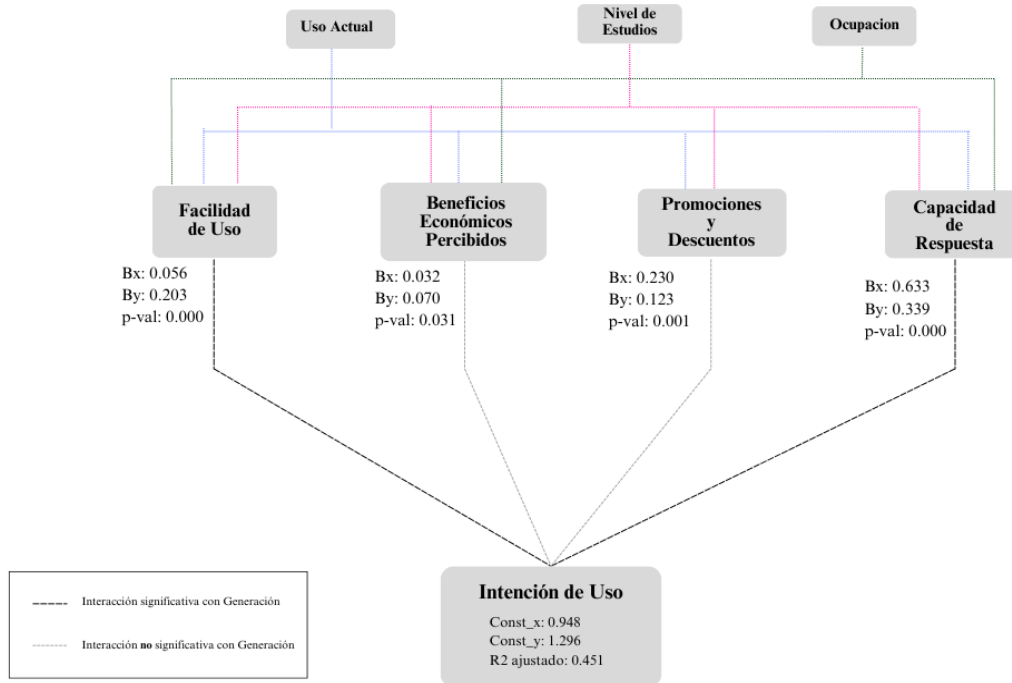 Uso Actual
Nivel de
Estudios
Ocupacion
Facilidad
de Uso
Bx: 0.056
By: 0.203
p-val: 0.000
Beneficios
Económicos
Percibidos
Bx: 0.032
By: 0.070
p-val: 0.031
Promociones
y
Descuentos
Bx: 0.230
By: 0.123
p-val: 0.001
Capacidad
de
Respuesta
Bx: 0.633
By: 0.339
p-val: 0.000
Intención de Uso
Const_x: 0.948
Const_y: 1.296
R2 ajustado: 0.451
Interacción significativa con Generación
Interacción no significativa con Generación